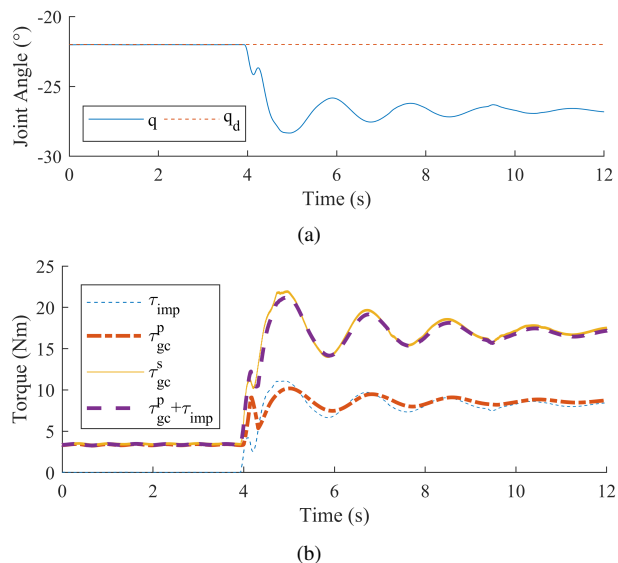 -20
-25
-30
Joint Angle (°)
q q_d
0 2 4 6 8 10 12
Time (s)
(a)
25
20
15
10
5
0
Torque (Nm)
τ_imp
τ^p_gc
τ^s_gc
τ^p_gc+τ_imp
0 2 4 6 8 10 12
Time (s)
(b)